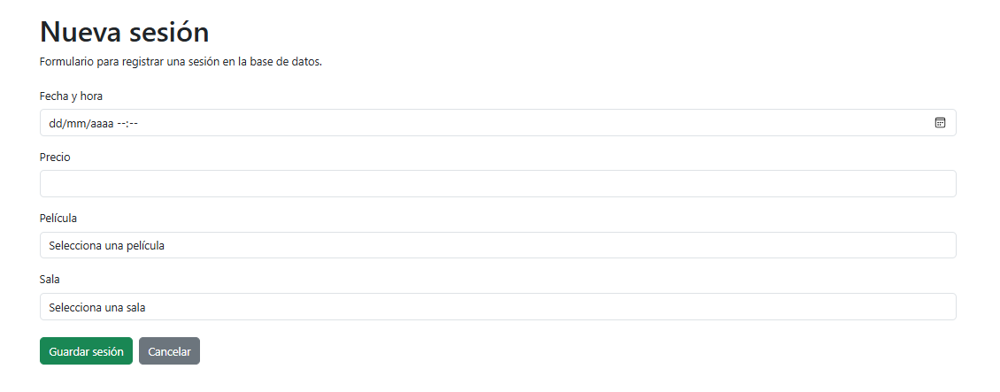 Nueva sesión
Formulario para registrar una sesión en la base de datos.
Fecha y hora
dd/mm/aaaa --:--
Precio
Película
Selecciona una película
Sala
Selecciona una sala
Guardar sesión Cancelar